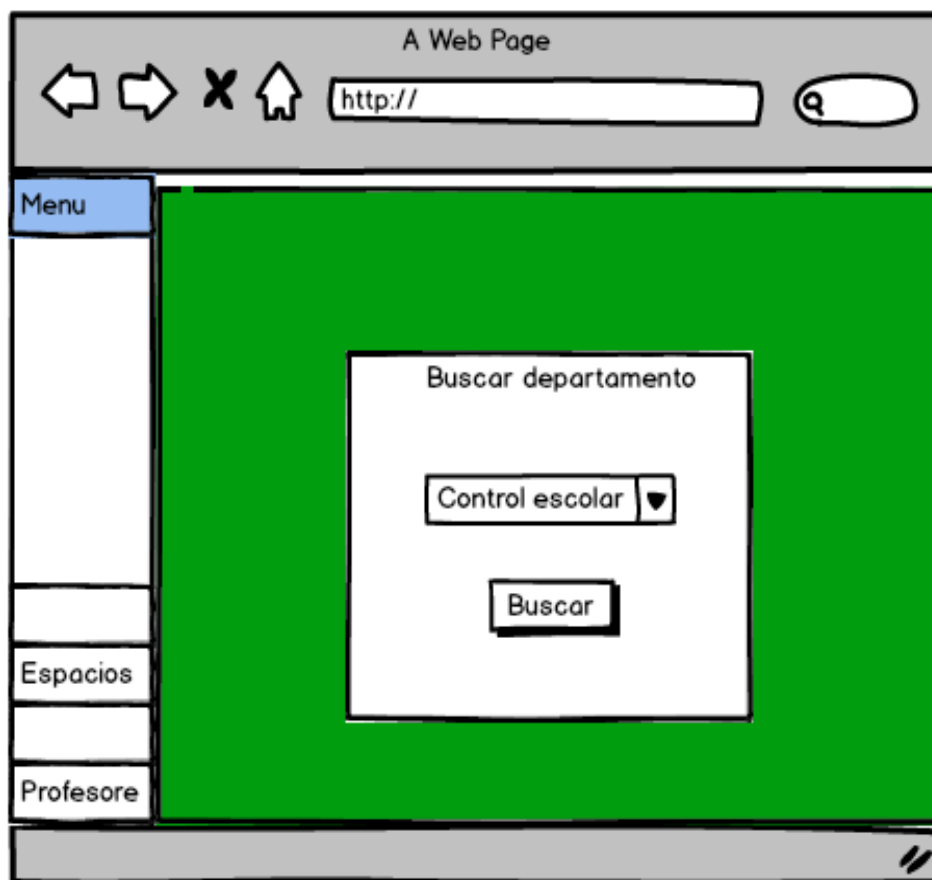 A Web Page
http://
Menu
Buscar departamento
Control escolar
Buscar
Espacios
Profesore